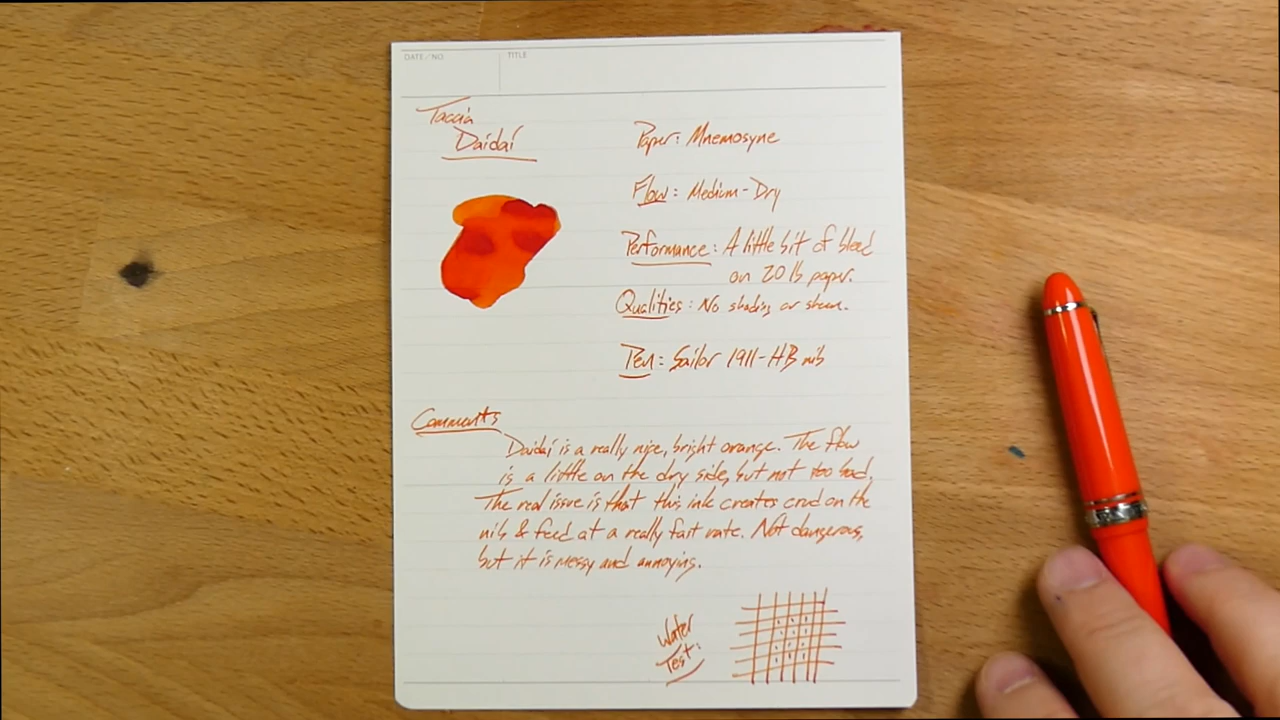 DATE/NO
TITLE
Taccia
Daidai
Paper: Mnemosyne
Flow: Medium-Dry
Performance: A little bit of bleed
on 20 lb paper.
Qualities: No shading or sheen.
Pen: Sailor 1911-HB nib
Comments
Daidai is a really nice, bright orange. The flow
is a little on the dry side, but not too bad.
The real issue is that this ink creates crud on the
nib & feed at a really fast rate. Not dangerous,
but it is messy and annoying.
Water
Test: